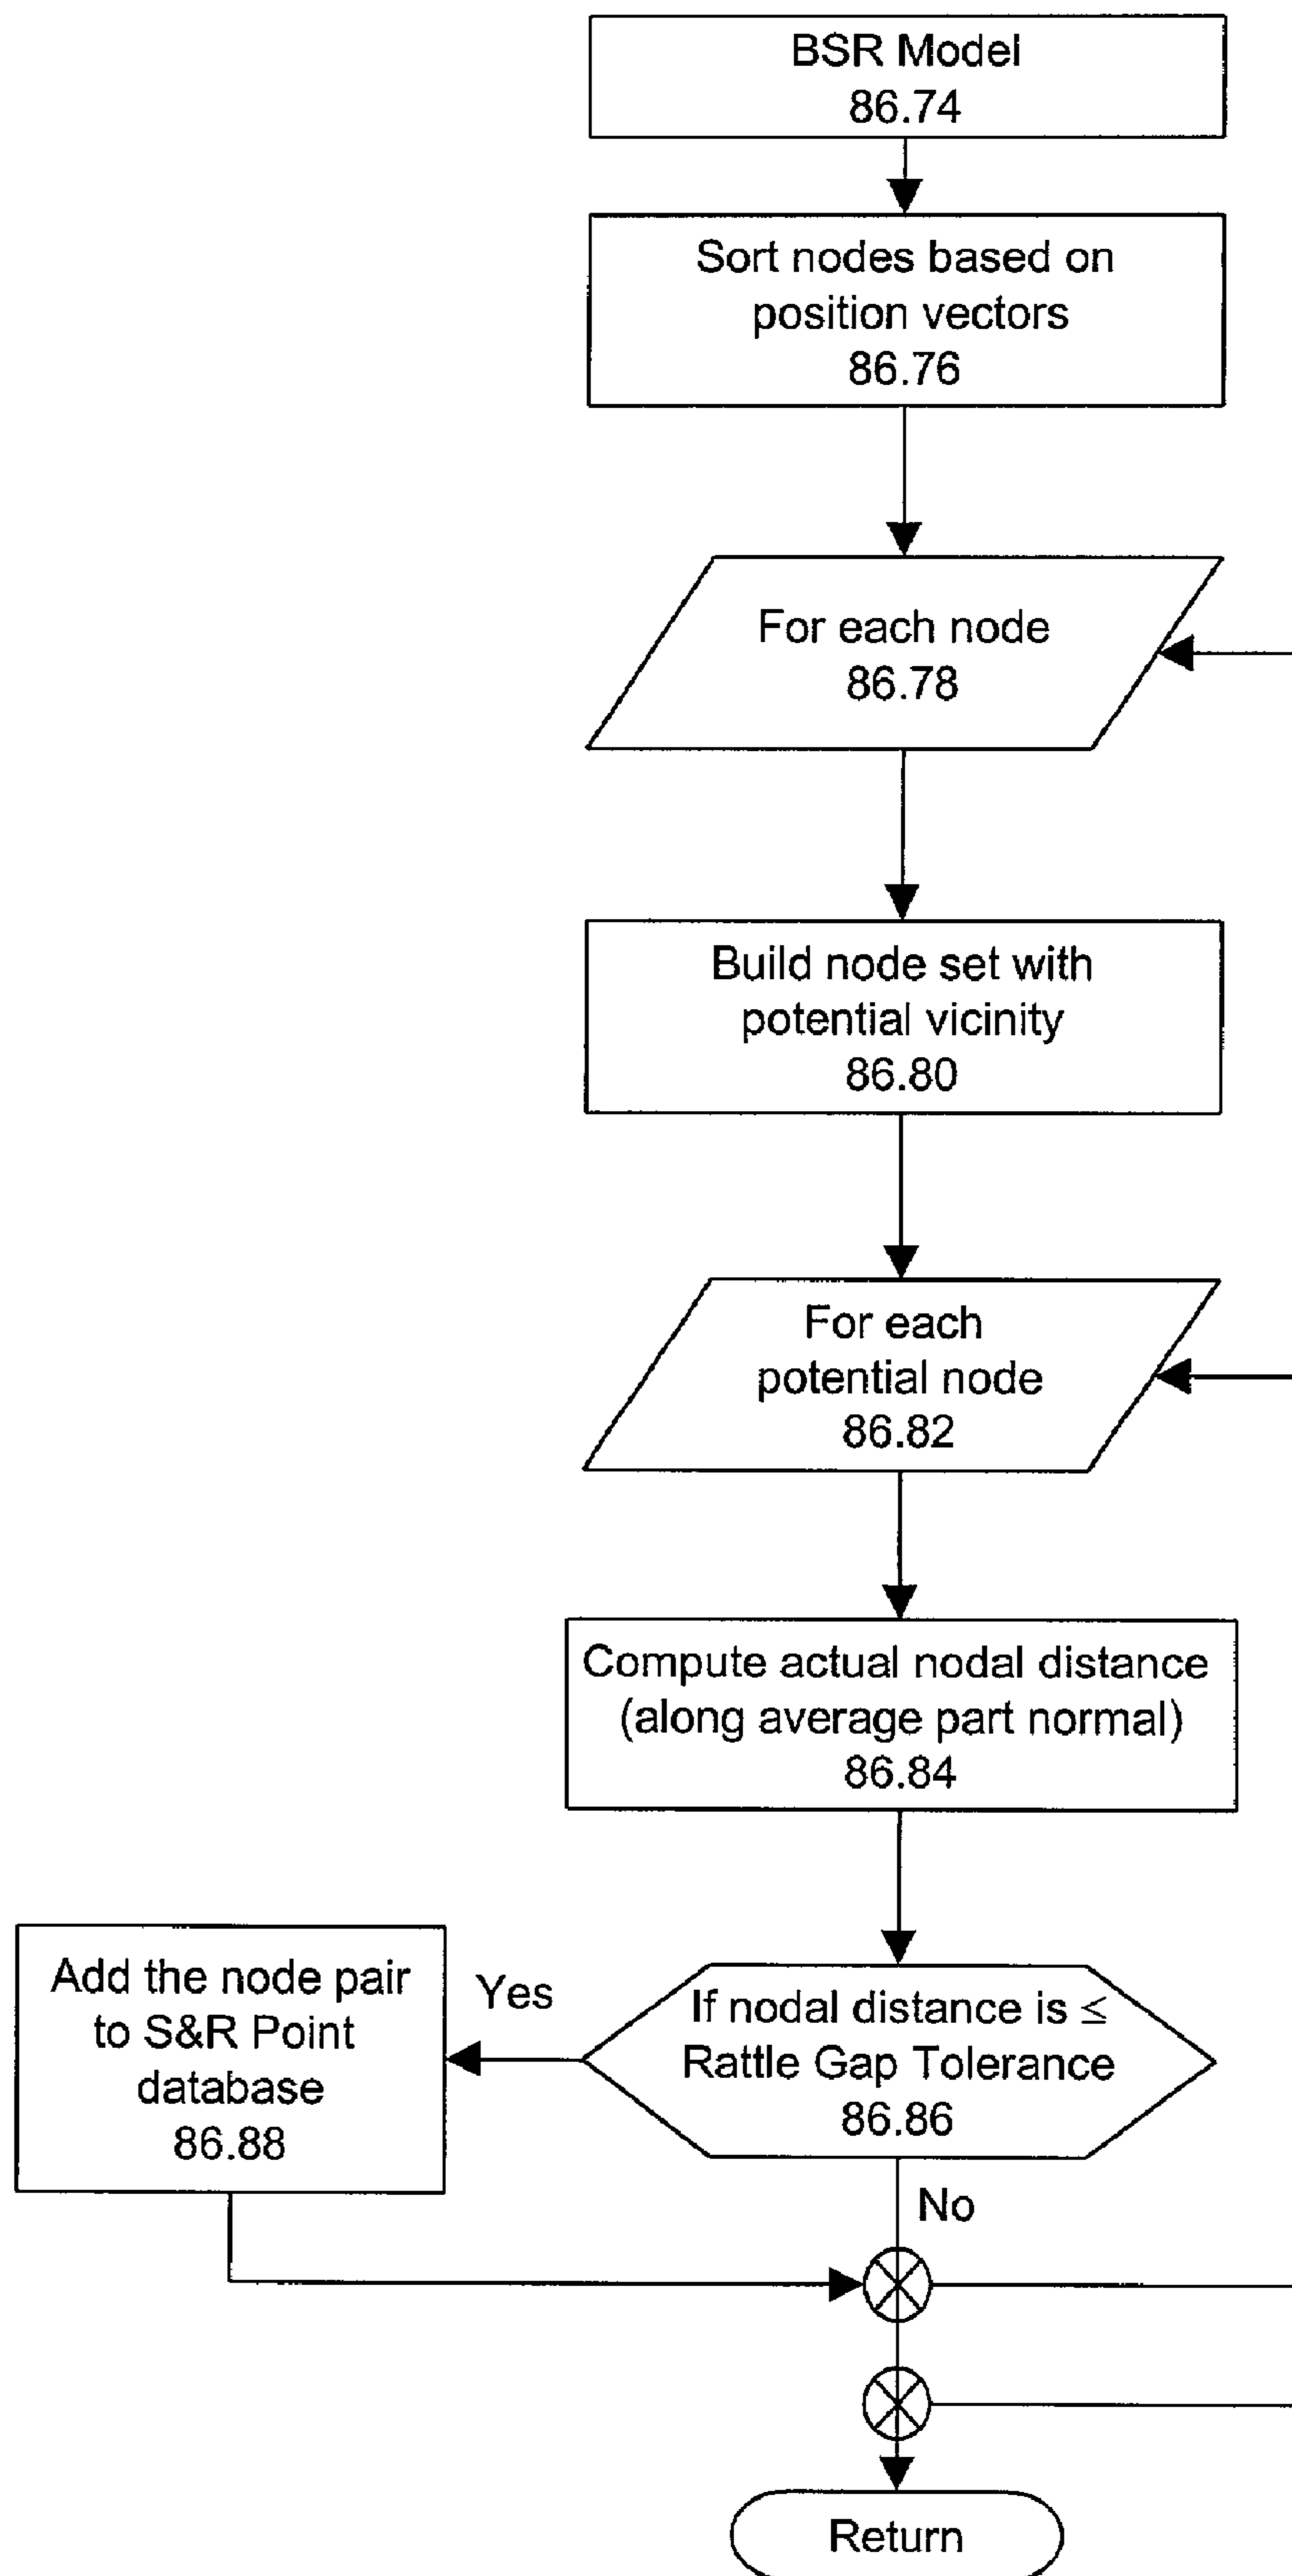 BSR Model
86.74
Sort nodes based on
position vectors
86.76
For each node
86.78
Build node set with
potential vicinity
86.80
For each
potential node
86.82
Compute actual nodal distance
(along average part normal)
86.84
If nodal distance is ≤
Rattle Gap Tolerance
86.86
Yes
Add the node pair
to S&R Point
database
86.88
No
Return